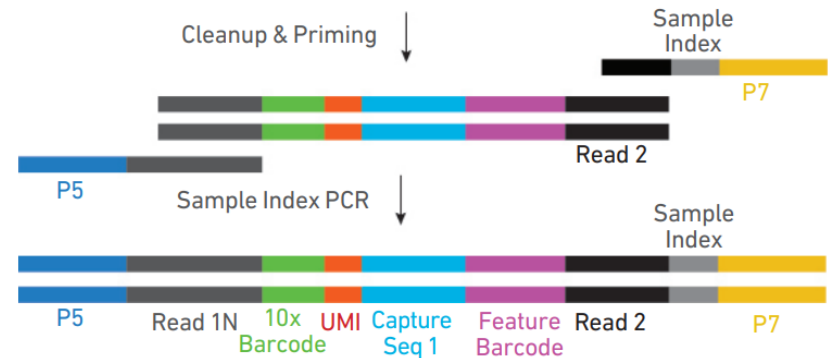 Cleanup & Priming
Sample
Index
P7
Read 2
P5
Sample Index PCR
Sample
Index
P5
Read 1N
10x
Barcode
UMI
Capture
Seq 1
Feature
Barcode
Read 2
P7